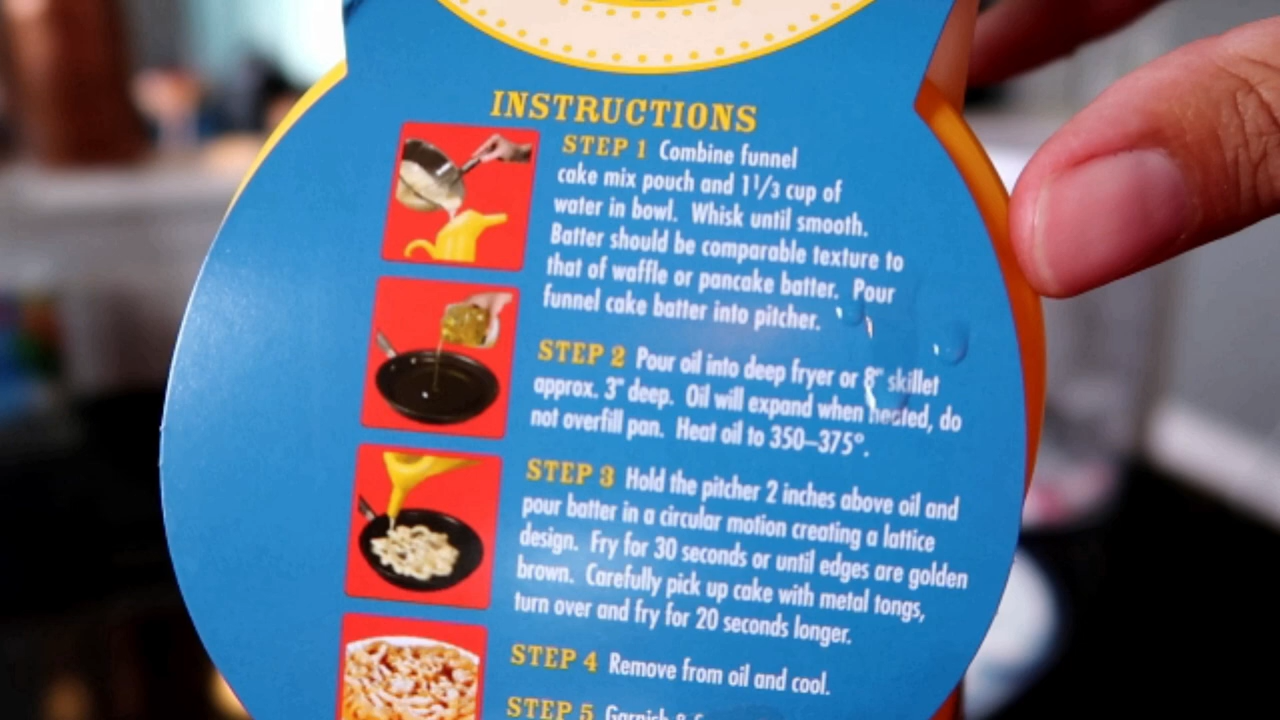 INSTRUCTIONS
STEP 1 Combine funnel
cake mix pouch and 1 1/3 cup of
water in bowl. Whisk until smooth.
Batter should be comparable texture to
that of waffle or pancake batter. Pour
funnel cake batter into pitcher.
STEP 2 Pour oil into deep fryer or 8" skillet
approx. 3" deep. Oil will expand when heated, do
not overfill pan. Heat oil to 350–375°.
STEP 3 Hold the pitcher 2 inches above oil and
pour batter in a circular motion creating a lattice
design. Fry for 30 seconds or until edges are golden
brown. Carefully pick up cake with metal tongs,
turn over and fry for 20 seconds longer.
STEP 4 Remove from oil and cool.
STEP 5 Garnish &